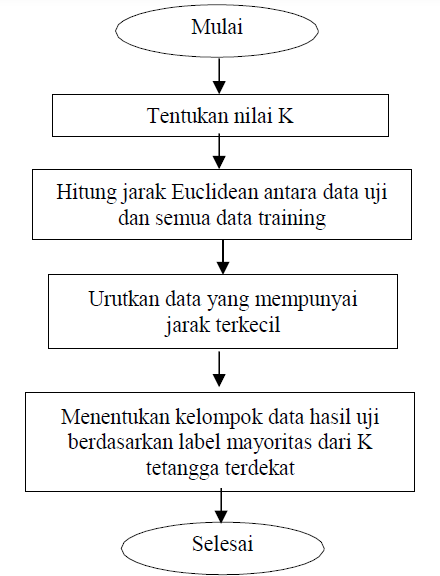 Mulai
Tentukan nilai K
Hitung jarak Euclidean antara data uji
dan semua data training
Urutkan data yang mempunyai
jarak terkecil
Menentukan kelompok data hasil uji
berdasarkan label mayoritas dari K
tetangga terdekat
Selesai